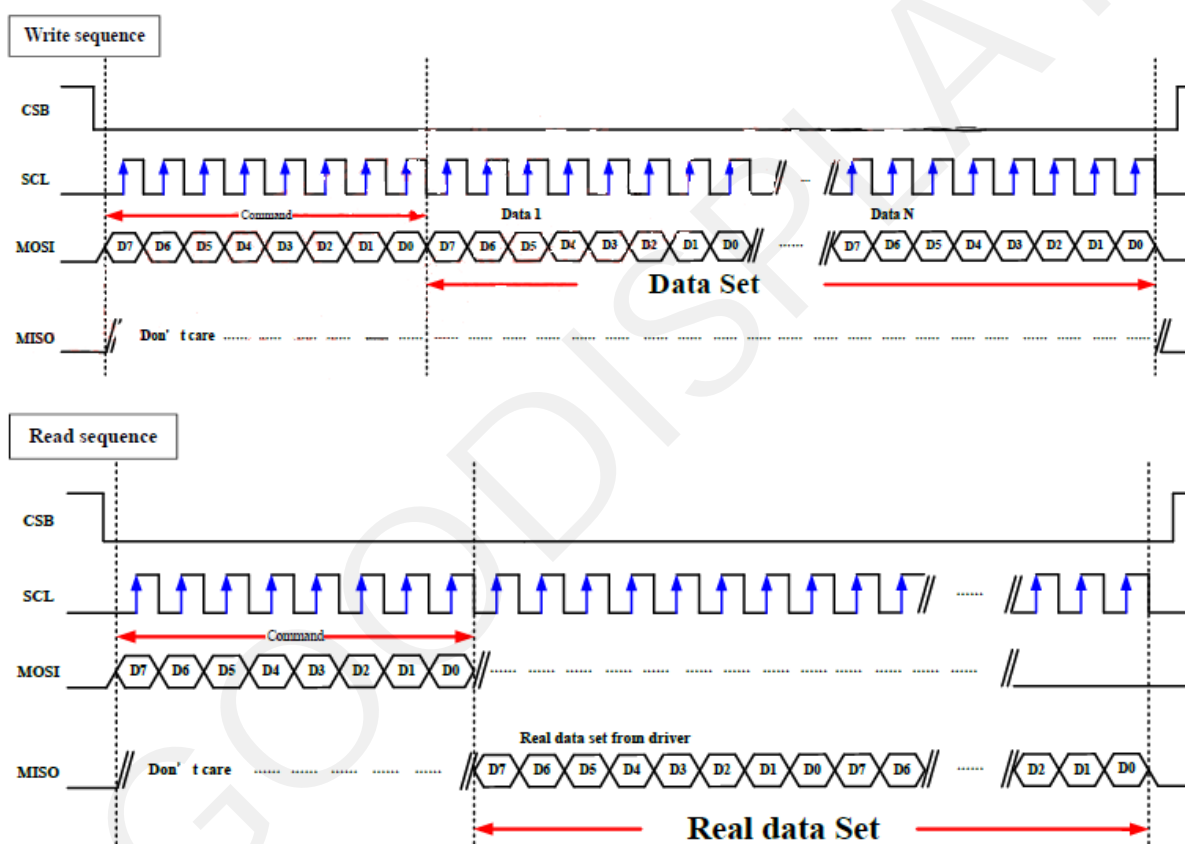 Write sequence
CSB
SCL
Command Data 1 Data N
MOSI D7 D6 D5 D4 D3 D2 D1 D0 D7 D6 D5 D4 D3 D2 D1 D0 ...... D7 D6 D5 D4 D3 D2 D1 D0
Data Set
MISO Don't care
Read sequence
CSB
SCL
Command
MOSI D7 D6 D5 D4 D3 D2 D1 D0
Real data set from driver
MISO Don't care D7 D6 D5 D4 D3 D2 D1 D0 D7 D6 ...... D2 D1 D0
Real data Set
GOODISPLAY